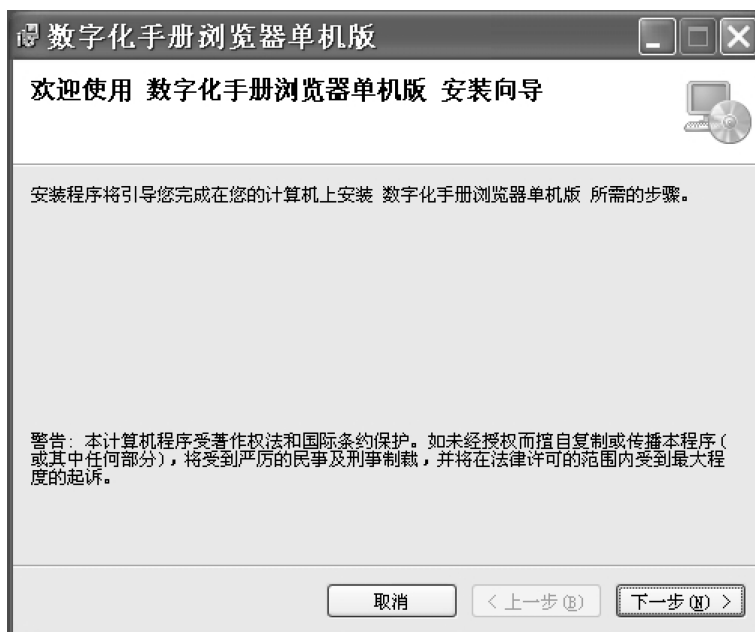 数字化手册浏览器单机版
欢迎使用 数字化手册浏览器单机版 安装向导
安装程序将引导您完成在您的计算机上安装 数字化手册浏览器单机版 所需的步骤。
警告: 本计算机程序受著作权法和国际条约保护。如未经授权而擅自复制或传播本程序(
或其中任何部分),将受到严厉的民事及刑事制裁,并将在法律许可的范围内受到最大程
度的起诉。
取消 < 上一步(B) 下一步(N) >